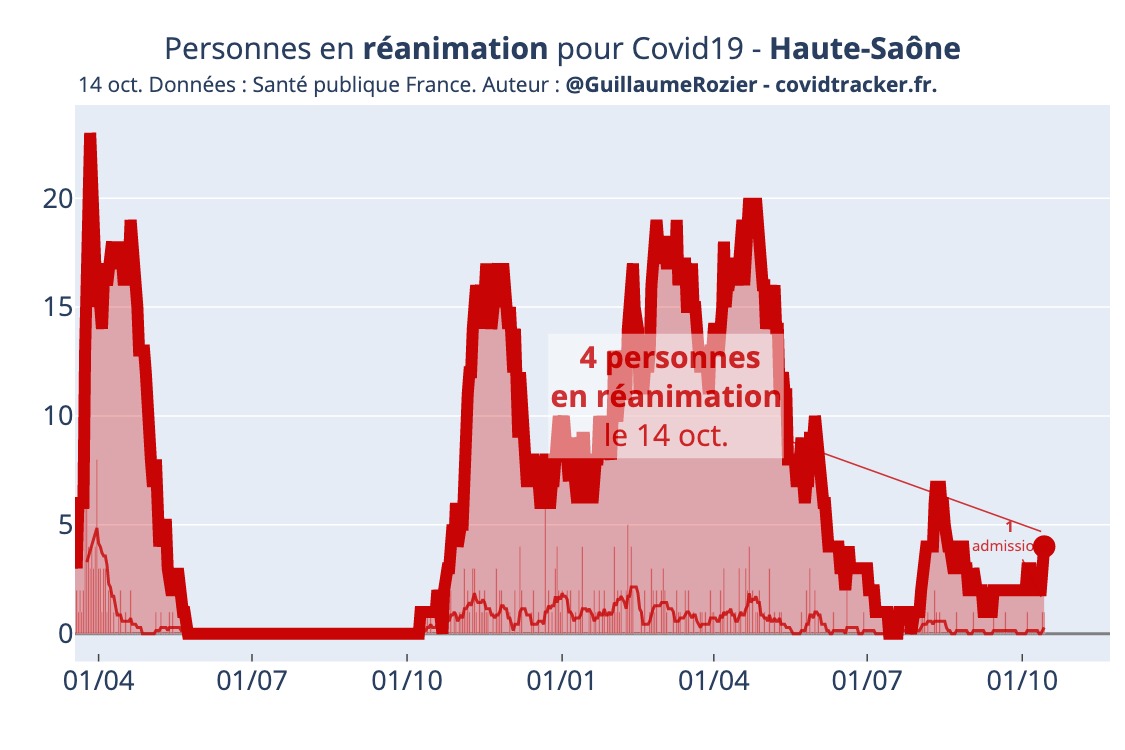 Personnes en réanimation pour Covid19 - Haute-Saône
14 oct. Données : Santé publique France. Auteur : @GuillaumeRozier - covidtracker.fr.
20
15
10
5
0
4 personnes
en réanimation
le 14 oct.
1
admission
01/04
01/07
01/10
01/01
01/04
01/07
01/10